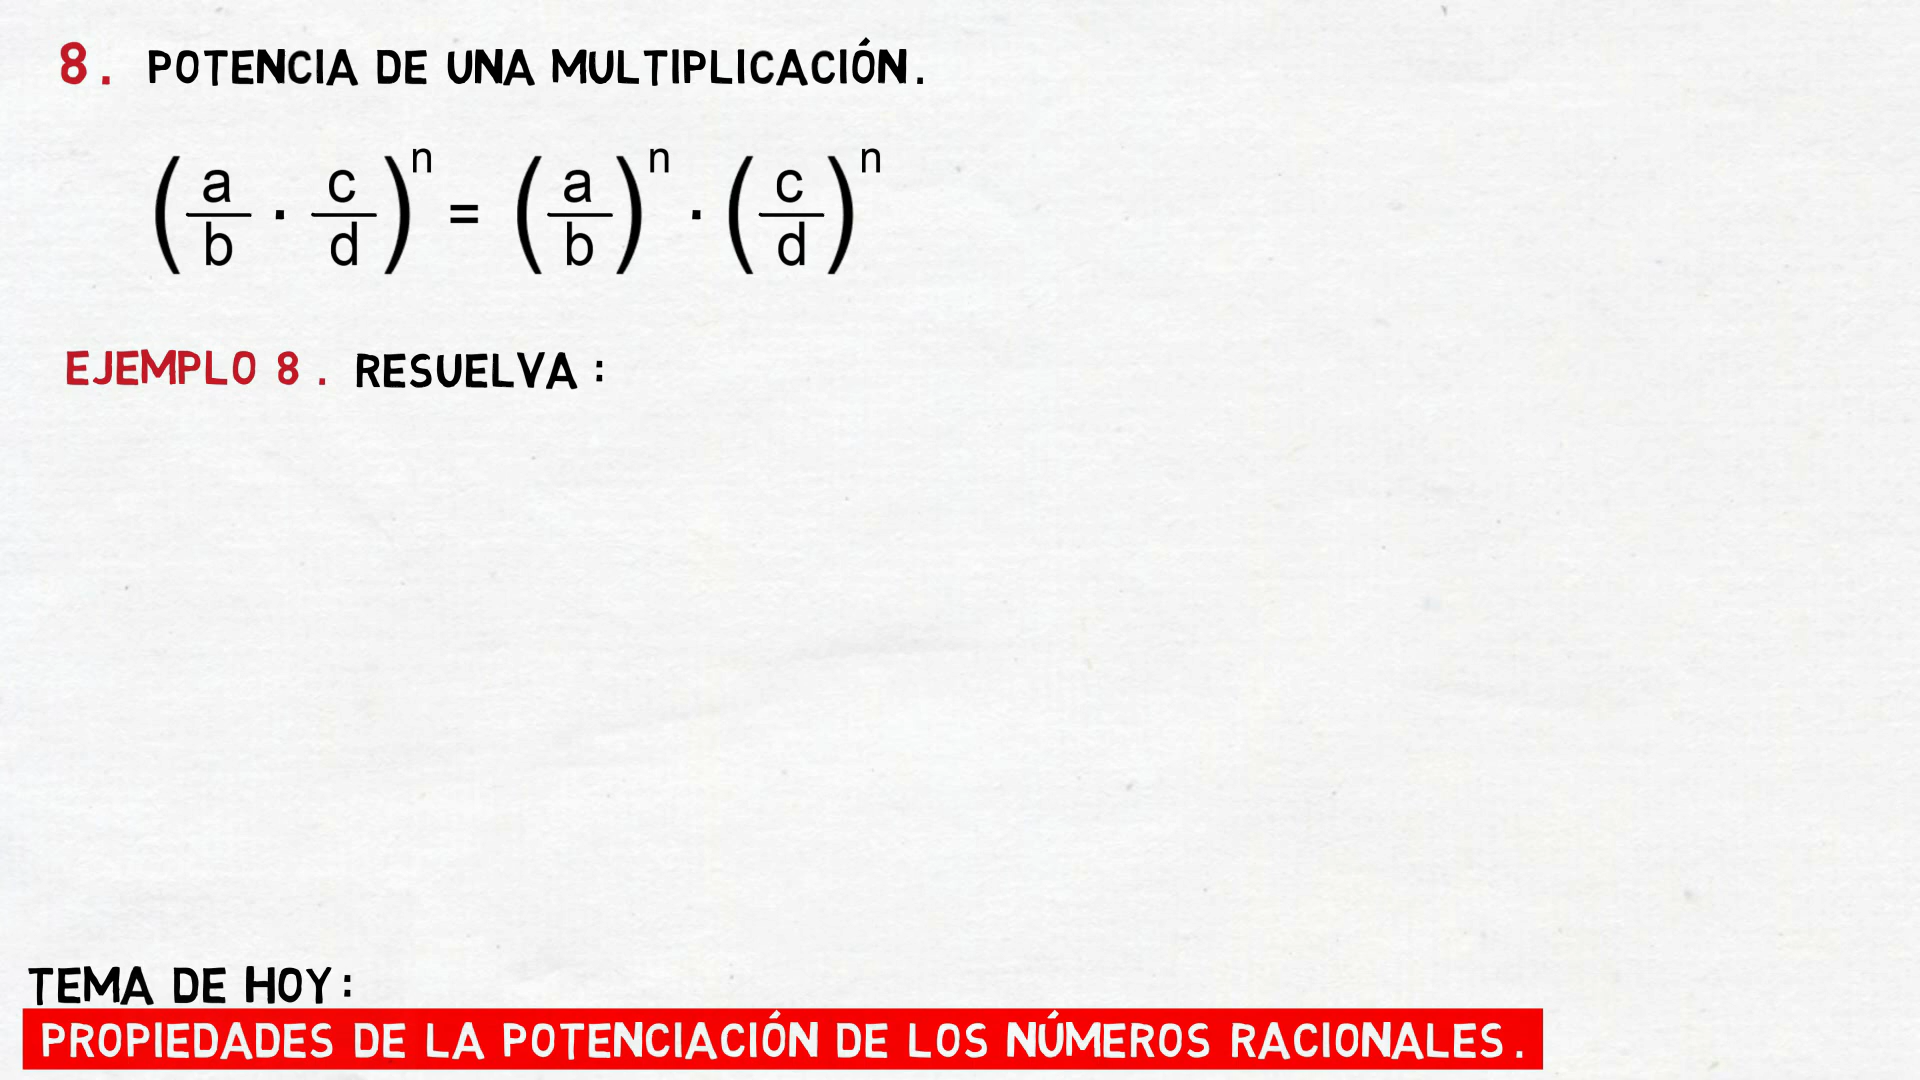 8. POTENCIA DE UNA MULTIPLICACIÓN.
(a/b · c/d)^n = (a/b)^n · (c/d)^n
EJEMPLO 8. RESUELVA:
TEMA DE HOY:
PROPIEDADES DE LA POTENCIACIÓN DE LOS NÚMEROS RACIONALES.